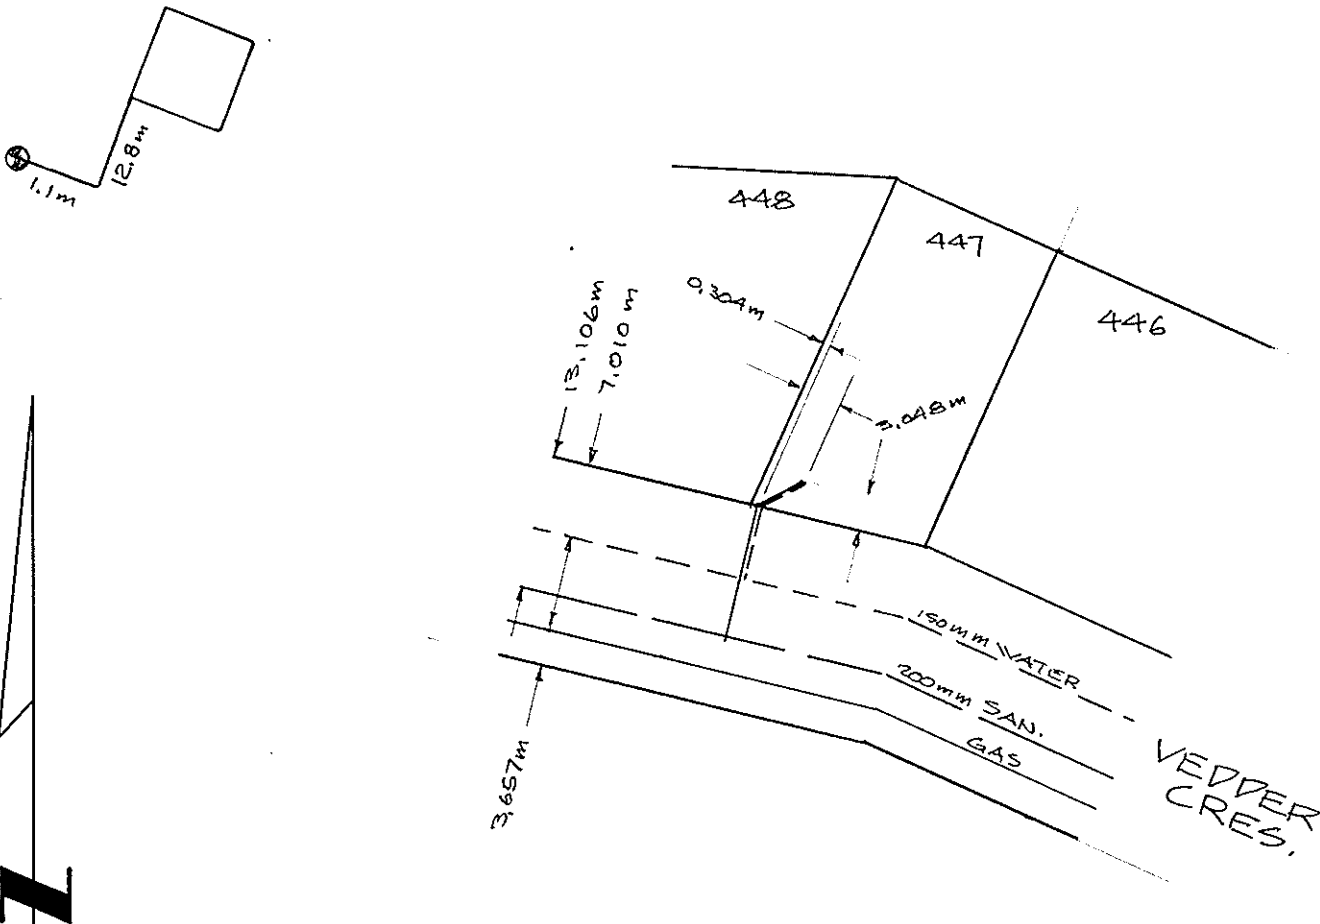 12.8m
1.1m
448
447
446
0.304m
13.106m
7.010 m
3.048m
150mm WATER
200mm SAN.
GAS
3.657m
VEDDER
CRES.